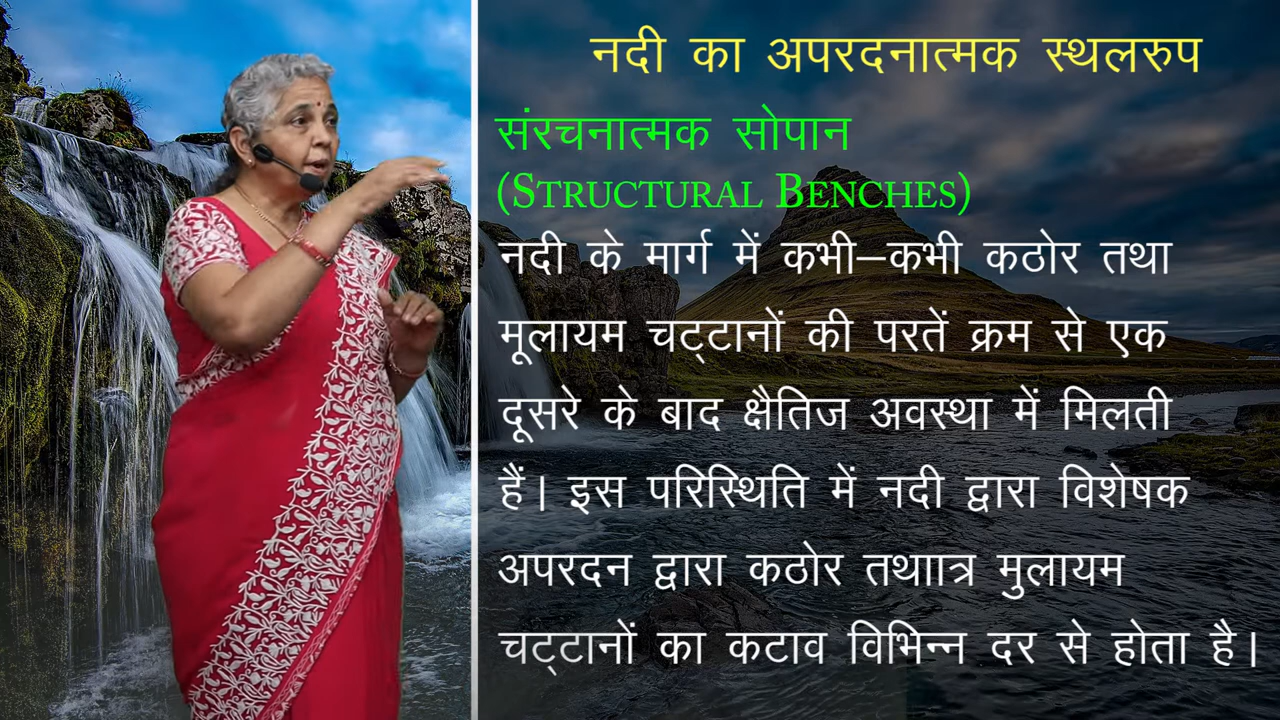 नदी का अपरदनात्मक स्थलरुप
संरचनात्मक सोपान
(STRUCTURAL BENCHES)
नदी के मार्ग में कभी–कभी कठोर तथा
मूलायम चट्टानों की परतें क्रम से एक
दूसरे के बाद क्षैतिज अवस्था में मिलती
हैं। इस परिस्थिति में नदी द्वारा विशेषक
अपरदन द्वारा कठोर तथाात्र मुलायम
चट्टानों का कटाव विभिन्न दर से होता है।